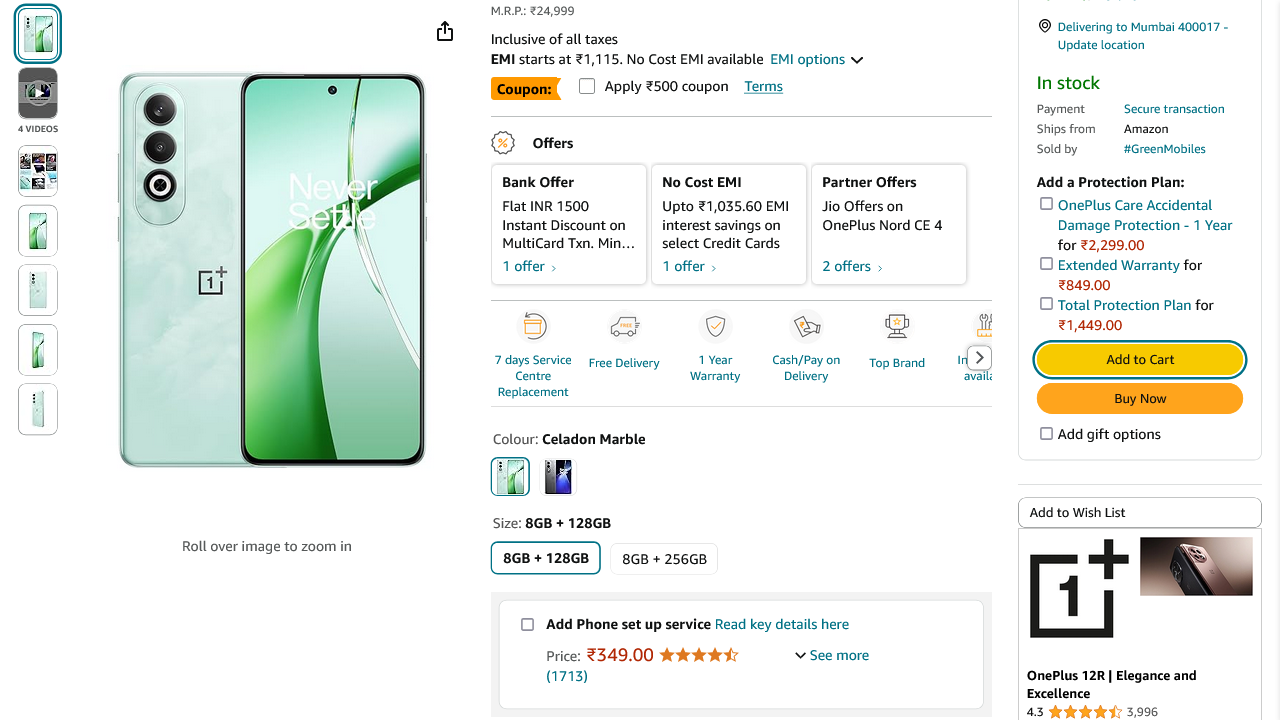 4 VIDEOS
Never
Settle
Roll over image to zoom in
M.R.P.: ₹24,999
Inclusive of all taxes
EMI starts at ₹1,115. No Cost EMI available EMI options
Coupon: Apply ₹500 coupon Terms
Offers
Bank Offer
Flat INR 1500
Instant Discount on
MultiCard Txn. Min…
1 offer
No Cost EMI
Upto ₹1,035.60 EMI
interest savings on
select Credit Cards
1 offer
Partner Offers
Jio Offers on
OnePlus Nord CE 4
2 offers
7 days Service
Centre
Replacement
FREE
Free Delivery
1 Year
Warranty
Cash/Pay on
Delivery
Top Brand
Colour: Celadon Marble
Size: 8GB + 128GB
8GB + 128GB
8GB + 256GB
Add Phone set up service Read key details here
Price: ₹349.00
See more
(1713)
Delivering to Mumbai 400017 -
Update location
In stock
Payment Secure transaction
Ships from Amazon
Sold by #GreenMobiles
Add a Protection Plan:
OnePlus Care Accidental
Damage Protection - 1 Year
for ₹2,299.00
Extended Warranty for
₹849.00
Total Protection Plan for
₹1,449.00
Add to Cart
Buy Now
Add gift options
Add to Wish List
OnePlus 12R | Elegance and
Excellence
4.3 3,996